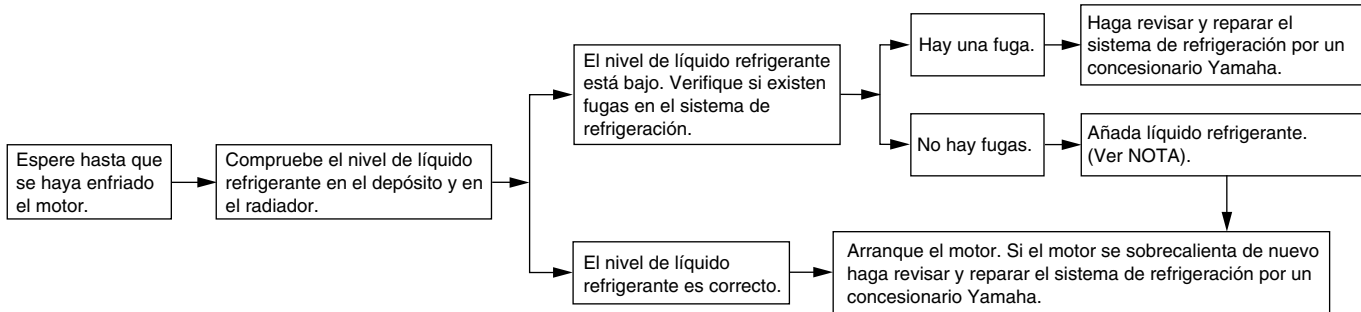 Espere hasta que
se haya enfriado
el motor.
Compruebe el nivel de líquido
refrigerante en el depósito y en
el radiador.
El nivel de líquido refrigerante
está bajo. Verifique si existen
fugas en el sistema de
refrigeración.
Hay una fuga.
Haga revisar y reparar el
sistema de refrigeración por un
concesionario Yamaha.
No hay fugas.
Añada líquido refrigerante.
(Ver NOTA).
El nivel de líquido
refrigerante es correcto.
Arranque el motor. Si el motor se sobrecalienta de nuevo
haga revisar y reparar el sistema de refrigeración por un
concesionario Yamaha.